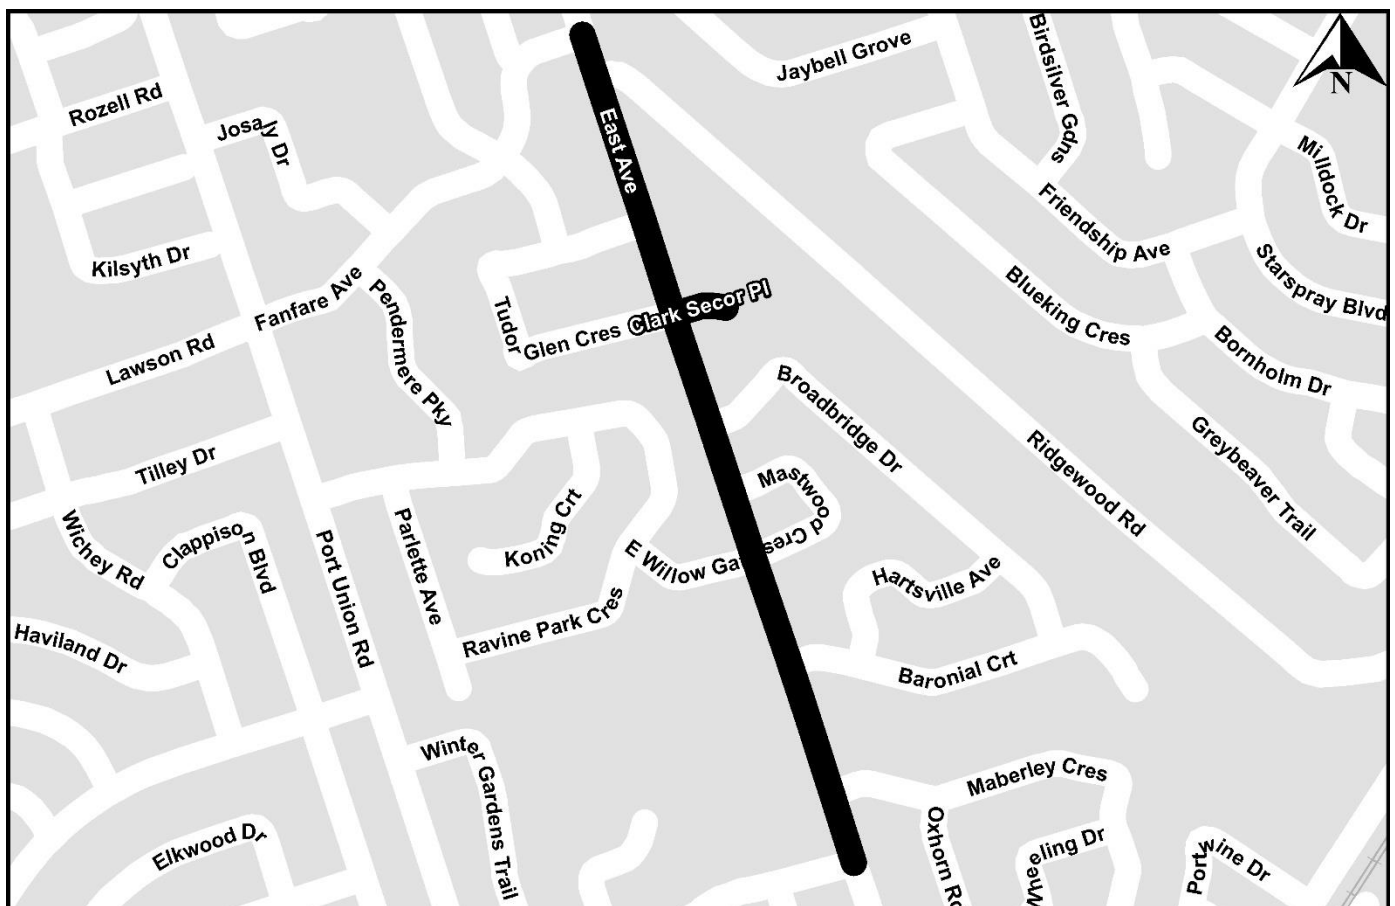 Jaybell Grove
Birdsilver Gdns
N
Rozell Rd
Josaly Dr
East Ave
Milldock Dr
Friendship Ave
Kilsyth Dr
Fanfare Ave
Pendermere Pky
Tudor
Glen Cres
Clark Secor Pl
Blueking Cres
Starspray Blvd
Lawson Rd
Bornholm Dr
Broadbridge Dr
Tilley Dr
Ridgewood Rd
Greybeaver Trail
Mastwood Cres
Wichey Rd
Clappison Blvd
Port Union Rd
Parlette Ave
Koning Crt
E Willow Ga
Hartsville Ave
Ravine Park Cres
Haviland Dr
Baronial Crt
Winter Gardens Trail
Maberley Cres
Elkwood Dr
Oxhorn Rd
Wheeling Dr
Portwine Dr